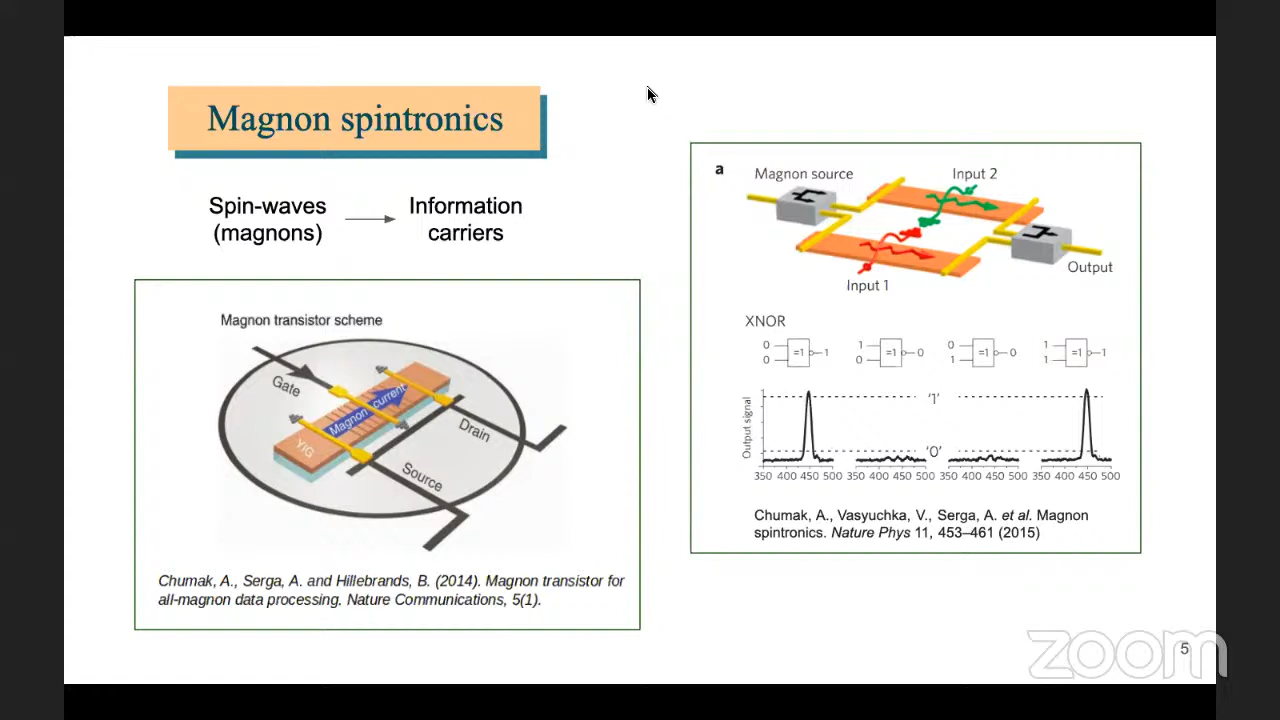 Magnon spintronics
Spin-waves
(magnons)
Information
carriers
Magnon transistor scheme
Gate
Magnon current
Drain
YIG
Source
Chumak, A., Serga, A. and Hillebrands, B. (2014). Magnon transistor for
all-magnon data processing. Nature Communications, 5(1).
a
Magnon source
Input 2
Output
Input 1
XNOR
0 0 =1 1
1 0 =1 0
0 1 =1 0
1 1 =1 1
Output signal
1
'1'
'0'
350 400 450 500 350 400 450 500 350 400 450 500 350 400 450 500
Chumak, A., Vasyuchka, V., Serga, A. et al. Magnon
spintronics. Nature Phys 11, 453–461 (2015)
zoom
5